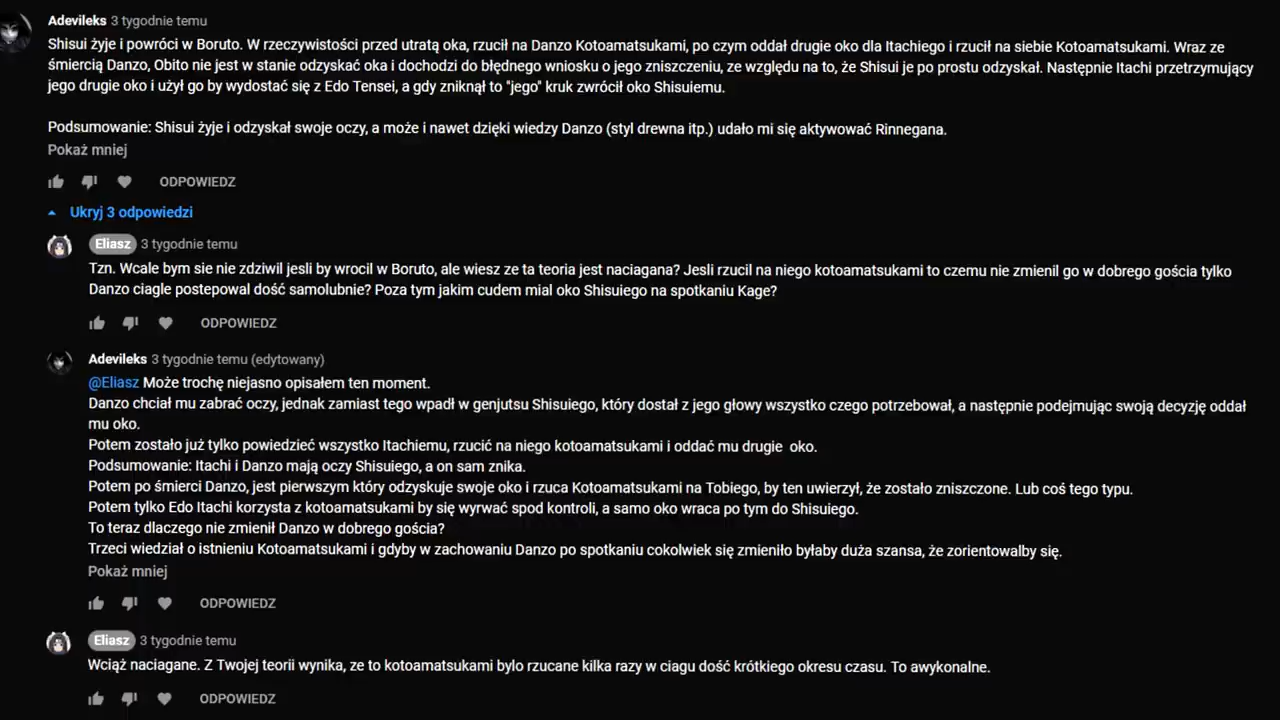 Adevileks 3 tygodnie temu
Shisui żyje i powróci w Boruto. W rzeczywistości przed utratą oka, rzucił na Danzo Kotoamatsukami, po czym oddał drugie oko dla Itachiego i rzucił na siebie Kotoamatsukami. Wraz ze
śmiercią Danzo, Obito nie jest w stanie odzyskać oka i dochodzi do błędnego wniosku o jego zniszczeniu, ze względu na to, że Shisui je po prostu odzyskał. Następnie Itachi przetrzymujący
jego drugie oko i użył go by wydostać się z Edo Tensei, a gdy zniknął to "jego" kruk zwrócił oko Shisuiemu.
Podsumowanie: Shisui żyje i odzyskał swoje oczy, a może i nawet dzięki wiedzy Danzo (styl drewna itp.) udało mi się aktywować Rinnegana.
Pokaż mniej
ODPOWIEDZ
Ukryj 3 odpowiedzi
Eliasz 3 tygodnie temu
Tzn. Wcale bym sie nie zdziwil jesli by wrocil w Boruto, ale wiesz ze ta teoria jest naciagana? Jesli rzucil na niego kotoamatsukami to czemu nie zmienil go w dobrego gościa tylko
Danzo ciagle postepowal dość samolubnie? Poza tym jakim cudem mial oko Shisuiego na spotkaniu Kage?
ODPOWIEDZ
Adevileks 3 tygodnie temu (edytowany)
@Eliasz Może trochę niejasno opisałem ten moment.
Danzo chciał mu zabrać oczy, jednak zamiast tego wpadł w genjutsu Shisuiego, który dostał z jego głowy wszystko czego potrzebował, a następnie podejmując swoją decyzję oddał
mu oko.
Potem zostało już tylko powiedzieć wszystko Itachiemu, rzucić na niego kotoamatsukami i oddać mu drugie oko.
Podsumowanie: Itachi i Danzo mają oczy Shisuiego, a on sam znika.
Potem po śmierci Danzo, jest pierwszym który odzyskuje swoje oko i rzuca Kotoamatsukami na Tobiego, by ten uwierzył, że zostało zniszczone. Lub coś tego typu.
Potem tylko Edo Itachi korzysta z kotoamatsukami by się wyrwać spod kontroli, a samo oko wraca po tym do Shisuiego.
To teraz dlaczego nie zmienił Danzo w dobrego gościa?
Trzeci wiedział o istnieniu Kotoamatsukami i gdyby w zachowaniu Danzo po spotkaniu cokolwiek się zmieniło byłaby duża szansa, że zorientowalby się.
Pokaż mniej
ODPOWIEDZ
Eliasz 3 tygodnie temu
Wciąż naciagane. Z Twojej teorii wynika, ze to kotoamatsukami bylo rzucane kilka razy w ciagu dość krótkiego okresu czasu. To awykonalne.
ODPOWIEDZ